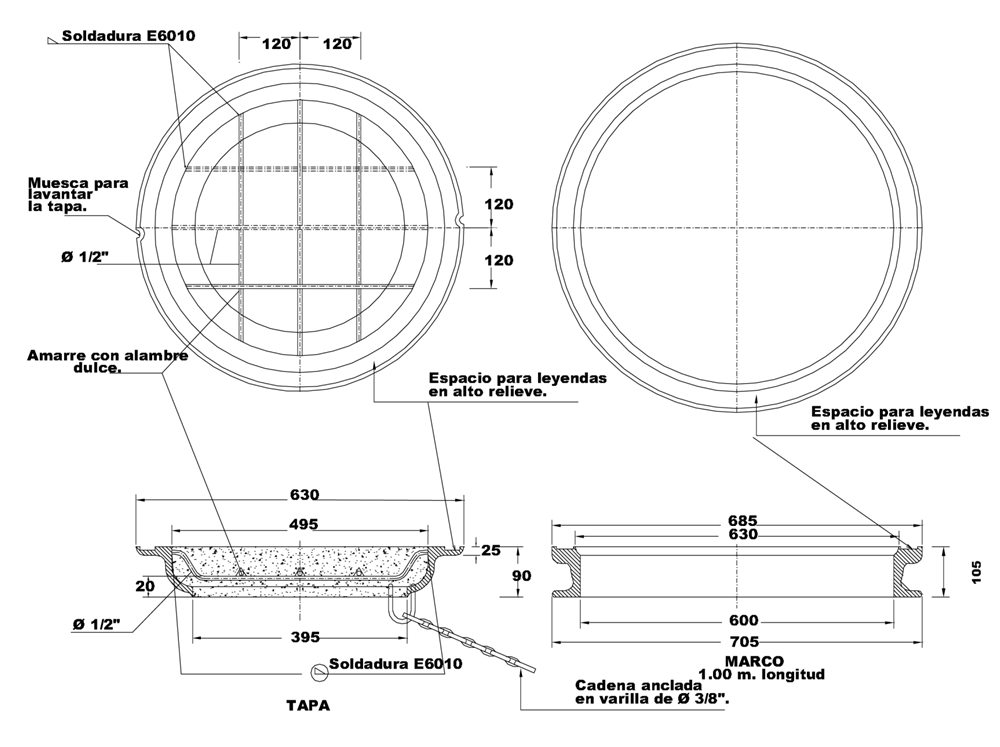 Soldadura E6010
120
120
Muesca para
lavantar
la tapa.
Ø 1/2"
120
120
Amarre con alambre
dulce.
Espacio para leyendas
en alto relieve.
Espacio para leyendas
en alto relieve.
630
495
25
90
20
Ø 1/2"
395
Soldadura E6010
TAPA
685
630
105
600
705
MARCO
1.00 m. longitud
Cadena anclada
en varilla de Ø 3/8".